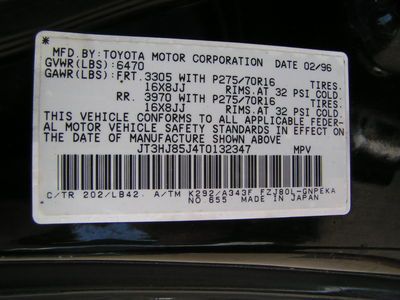 MFD.BY:TOYOTA MOTOR CORPORATION   DATE 02/96
GVWR(LBS):6470
GAWR(LBS):FRT. 3305 WITH P275/70R16 TIRES.
16X8JJ RIMS.AT 32 PSI COLD.
RR. 3970 WITH P275/70R16 TIRES.
16X8JJ RIMS.AT 32 PSI COLD.
THIS VEHICLE CONFORMS TO ALL APPLICABLE FEDER-
AL MOTOR VEHICLE SAFETY STANDARDS IN EFFECT ON
THE DATE OF MANUFACTURE SHOWN ABOVE.
JT3HJ85J4T0132347 MPV
C/TR 202/LB42. A/TM K292/A343F FZJ80L-GNPEKA
NO 655 MADE IN JAPAN